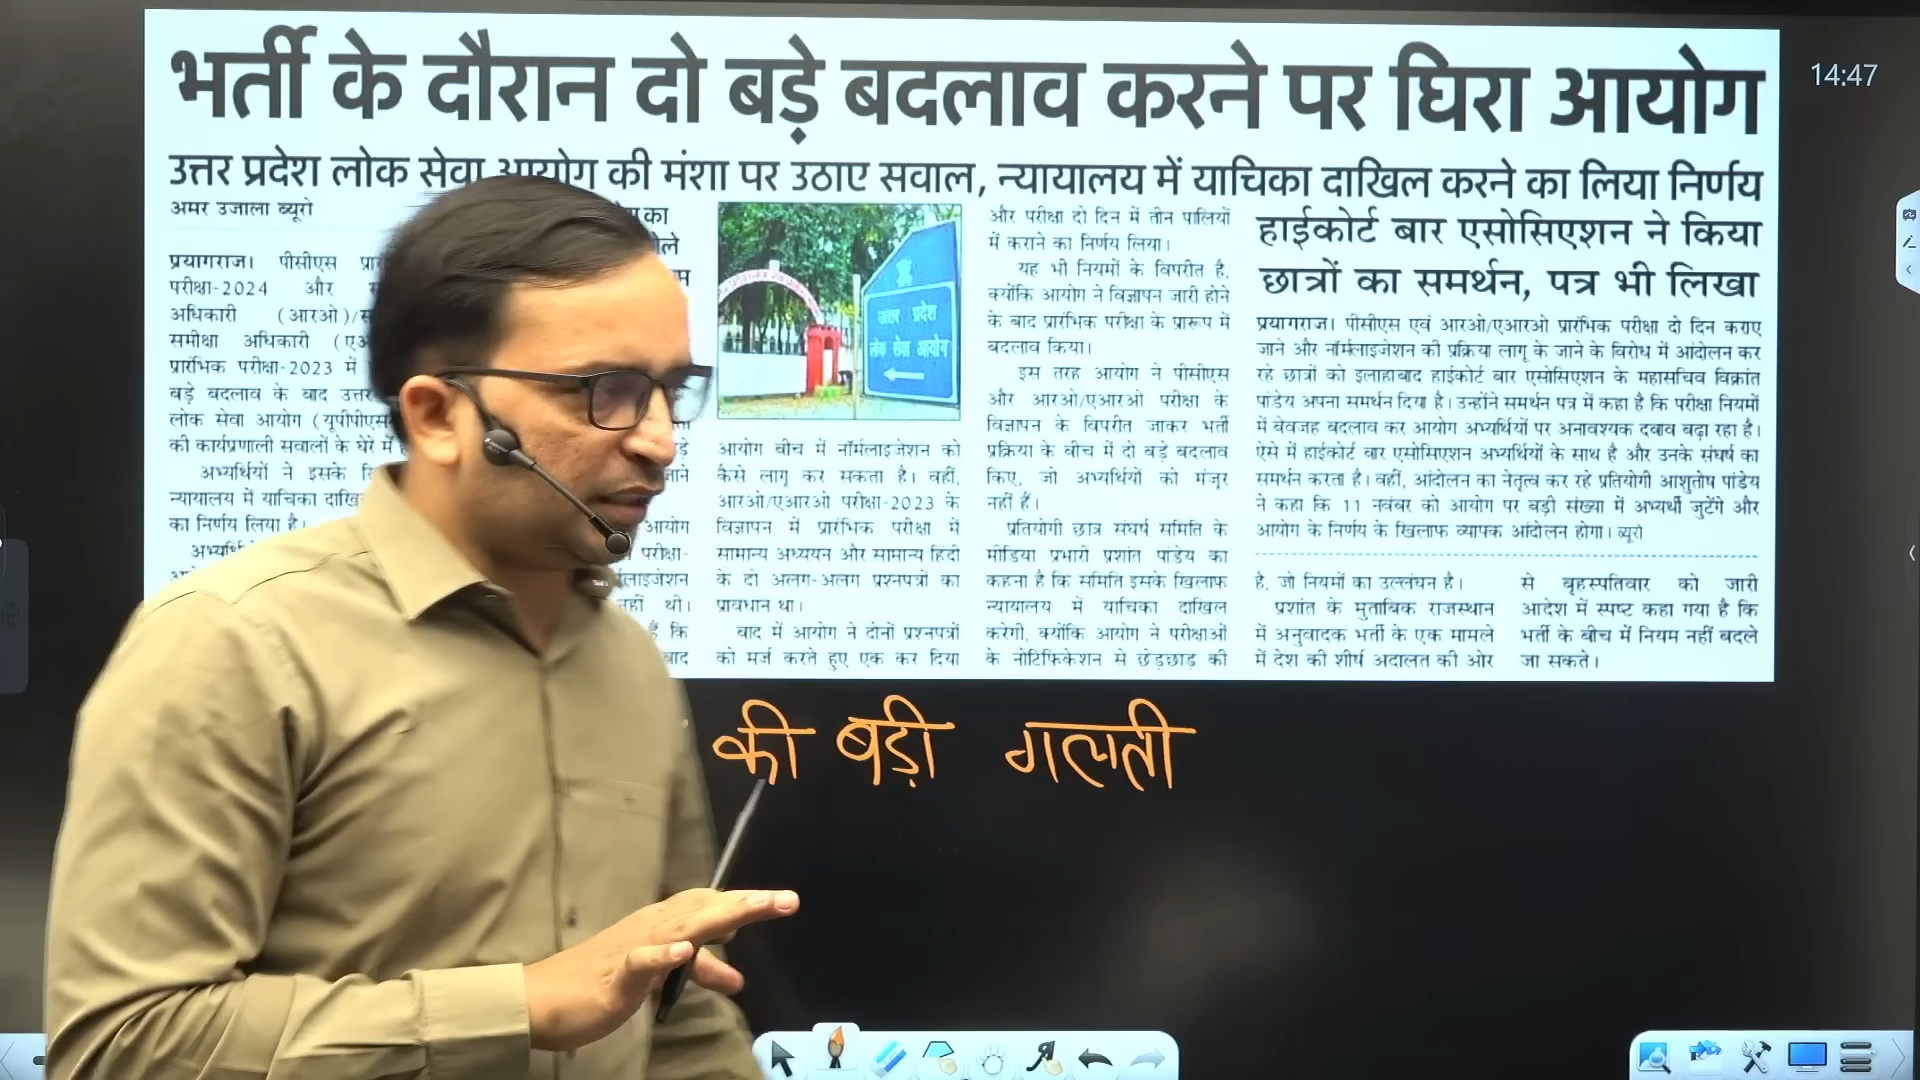 भर्ती के दौरान दो बड़े बदलाव करने पर घिरा आयोग
14:47
उत्तर प्रदेश लोक सेवा आयोग की मंशा पर उठाए सवाल, न्यायालय में याचिका दाखिल करने का लिया निर्णय
अमर उजाला ब्यूरो
प्रयागराज। पीसीएस
परीक्षा-2024 और
अधिकारी (आरओ)/
समीक्षा अधिकारी
प्रारंभिक परीक्षा-2023 में
बड़े बदलाव के बाद उत्तर
लोक सेवा आयोग
की कार्यप्रणाली सवालों के घेरे में
अभ्यर्थियों ने इसके
न्यायालय में याचिका
का निर्णय लिया है।
का
आयोग
परीक्षा-
नहीं थी।
कि
उत्तर प्रदेश
लोक सेवा आयोग
आयोग बीच में नॉर्मलाइजेशन को
कैसे लागू कर सकता है। वहीं,
आरओ/एआरओ परीक्षा-2023 के
विज्ञापन में प्रारंभिक परीक्षा में
सामान्य अध्ययन और सामान्य हिंदी
के दो अलग-अलग प्रश्नपत्रों का
प्रावधान था।
बाद में आयोग ने दोनों प्रश्नपत्रों
को मर्ज करते हुए एक कर दिया
और परीक्षा दो दिन में तीन पालियों
में कराने का निर्णय लिया।
यह भी नियमों के विपरीत है,
क्योंकि आयोग ने विज्ञापन जारी होने
के बाद प्रारंभिक परीक्षा के प्रारूप में
बदलाव किया।
इस तरह आयोग ने पीसीएस
और आरओ/एआरओ परीक्षा के
विज्ञापन के विपरीत जाकर भर्ती
प्रक्रिया के बीच में दो बड़े बदलाव
किए, जो अभ्यर्थियों को मंजूर
नहीं हैं।
प्रतियोगी छात्र संघर्ष समिति के
मीडिया प्रभारी प्रशांत पांडेय का
कहना है कि समिति इसके खिलाफ
न्यायालय में याचिका दाखिल
करेगी, क्योंकि आयोग ने परीक्षाओं
के नोटिफिकेशन से छेड़छाड़ की
हाईकोर्ट बार एसोसिएशन ने किया
छात्रों का समर्थन, पत्र भी लिखा
प्रयागराज। पीसीएस एवं आरओ/एआरओ प्रारंभिक परीक्षा दो दिन कराए
जाने और नॉर्मलाइजेशन की प्रक्रिया लागू के जाने के विरोध में आंदोलन कर
रहे छात्रों को इलाहाबाद हाईकोर्ट बार एसोसिएशन के महासचिव विक्रांत
पांडेय अपना समर्थन दिया है। उन्होंने समर्थन पत्र में कहा है कि परीक्षा नियमों
में बेवजह बदलाव कर आयोग अभ्यर्थियों पर अनावश्यक दबाव बढ़ा रहा है।
ऐसे में हाईकोर्ट बार एसोसिएशन अभ्यर्थियों के साथ है और उनके संघर्ष का
समर्थन करता है। वहीं, आंदोलन का नेतृत्व कर रहे प्रतियोगी आशुतोष पांडेय
ने कहा कि 11 नवंबर को आयोग पर बड़ी संख्या में अभ्यर्थी जुटेंगे और
आयोग के निर्णय के खिलाफ व्यापक आंदोलन होगा। ब्यूरो
है, जो नियमों का उल्लंघन है।
प्रशांत के मुताबिक राजस्थान
में अनुवादक भर्ती के एक मामले
में देश की शीर्ष अदालत की ओर
से बृहस्पतिवार को जारी
आदेश में स्पष्ट कहा गया है कि
भर्ती के बीच में नियम नहीं बदले
जा सकते।
की बड़ी गलती